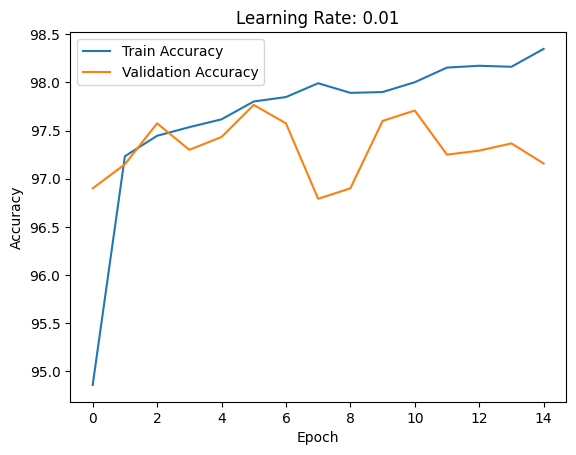 Learning Rate: 0.01
Train Accuracy
Validation Accuracy
98.5
98.0
97.5
97.0
96.5
96.0
95.5
95.0
Accuracy
0 2 4 6 8 10 12 14
Epoch